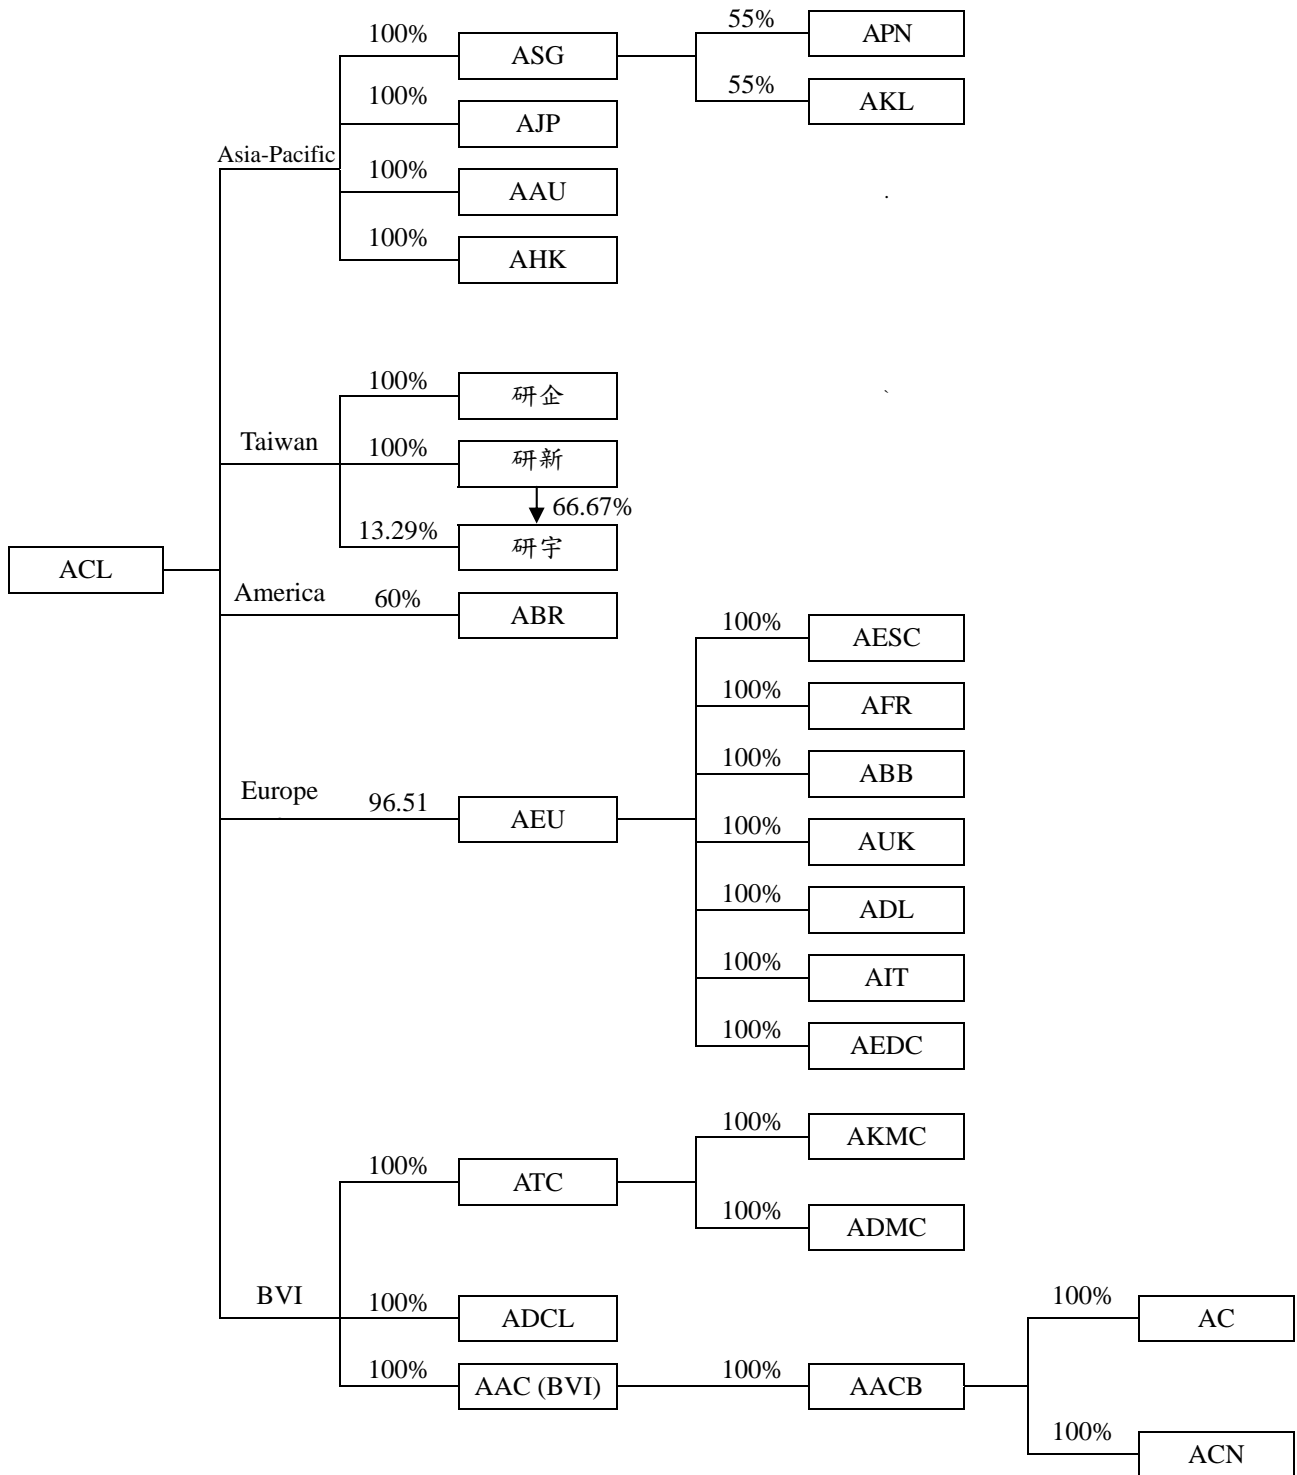 100%
ASG
55%
APN
55%
AKL
100%
AJP
Asia-Pacific
100%
AAU
100%
AHK
100%
研企
Taiwan
100%
研新
66.67%
13.29%
研宇
ACL
America
60%
ABR
100%
AESC
100%
AFR
100%
ABB
Europe
96.51
AEU
100%
AUK
100%
ADL
100%
AIT
100%
AEDC
100%
AKMC
100%
ATC
100%
ADMC
BVI
100%
ADCL
100%
AC
100%
AAC (BVI)
100%
AACB
100%
ACN